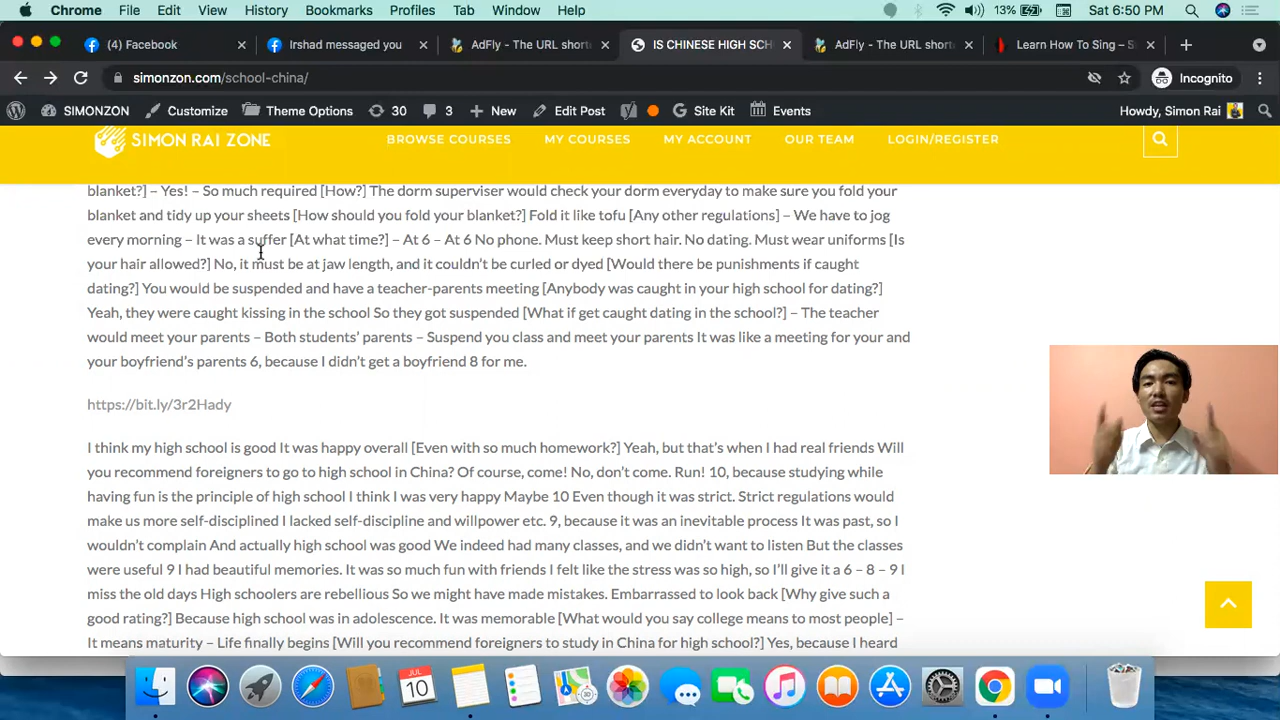 Chrome File Edit View History Bookmarks Profiles Tab Window Help 13% Sat 6:50 PM
(4) Facebook Irshad messaged you AdFly - The URL short IS CHINESE HIGH SCH AdFly - The URL short Learn How To Sing – S
simonzon.com/school-china/ Incognito
SIMONZON Customize Theme Options 30 3 New Edit Post Site Kit Events Howdy, Simon Rai
SIMON RAI ZONE BROWSE COURSES MY COURSES MY ACCOUNT OUR TEAM LOGIN/REGISTER
blanket?] – Yes! – So much required [How?] The dorm superviser would check your dorm everyday to make sure you fold your
blanket and tidy up your sheets [How should you fold your blanket?] Fold it like tofu [Any other regulations] – We have to jog
every morning – It was a suffer [At what time?] – At 6 – At 6 No phone. Must keep short hair. No dating. Must wear uniforms [Is
your hair allowed?] No, it must be at jaw length, and it couldn't be curled or dyed [Would there be punishments if caught
dating?] You would be suspended and have a teacher-parents meeting [Anybody was caught in your high school for dating?]
Yeah, they were caught kissing in the school So they got suspended [What if get caught dating in the school?] – The teacher
would meet your parents – Both students' parents – Suspend you class and meet your parents It was like a meeting for your and
your boyfriend's parents 6, because I didn't get a boyfriend 8 for me.
https://bit.ly/3r2Hady
I think my high school is good It was happy overall [Even with so much homework?] Yeah, but that's when I had real friends Will
you recommend foreigners to go to high school in China? Of course, come! No, don't come. Run! 10, because studying while
having fun is the principle of high school I think I was very happy Maybe 10 Even though it was strict. Strict regulations would
make us more self-disciplined I lacked self-discipline and willpower etc. 9, because it was an inevitable process It was past, so I
wouldn't complain And actually high school was good We indeed had many classes, and we didn't want to listen But the classes
were useful 9 I had beautiful memories. It was so much fun with friends I felt like the stress was so high, so I'll give it a 6 – 8 – 9 I
miss the old days High schoolers are rebellious So we might have made mistakes. Embarrassed to look back [Why give such a
good rating?] Because high school was in adolescence. It was memorable [What would you say college means to most people] –
It means maturity – Life finally begins [Will you recommend foreigners to study in China for high school?] Yes, because I heard
JUL
10